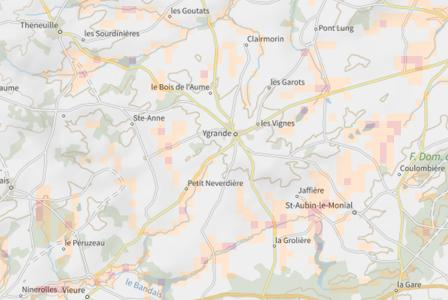 les Goutats
Theneuille
les Sourdinières
Pont Lung
Clairmorin
le Bois de l'Aume
les Garots
aume
Ste-Anne
les Vignes
Ygrande
F. Dom. d
Coulombière
Petit Neverdière
ais
Jaffière
St-Aubin-le-Monial
le Péruzeau
la Grolière
le Bandais
Ninerolles
Vieure
la Gare